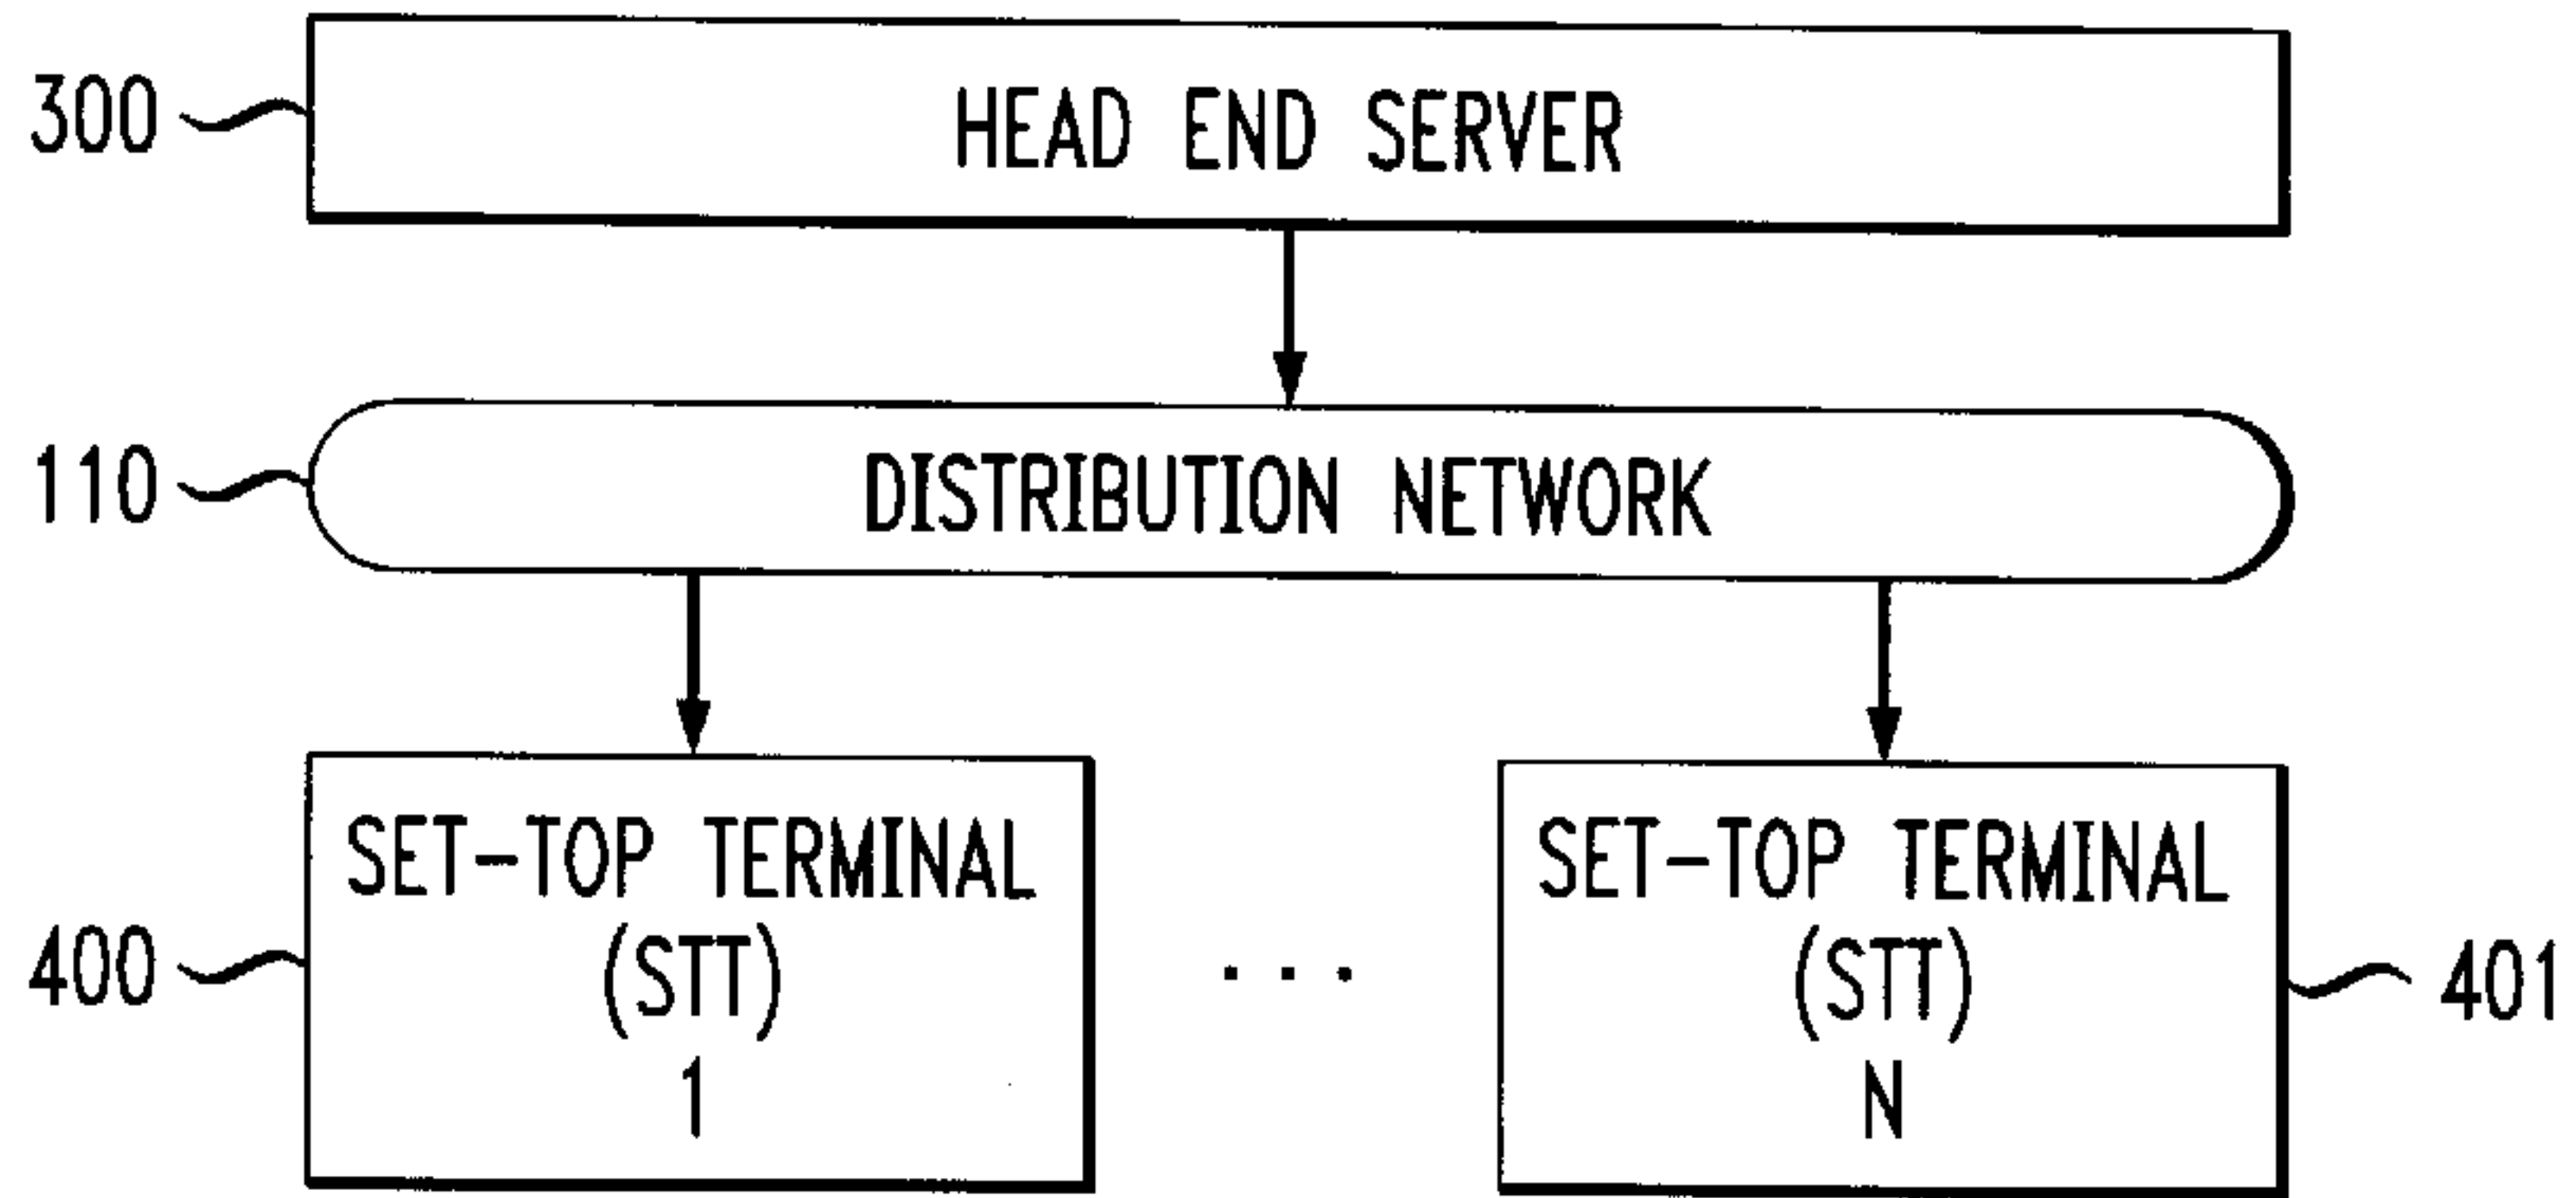 300
HEAD END SERVER
110
DISTRIBUTION NETWORK
SET-TOP TERMINAL
(STT)
1
400
...
SET-TOP TERMINAL
(STT)
N
401